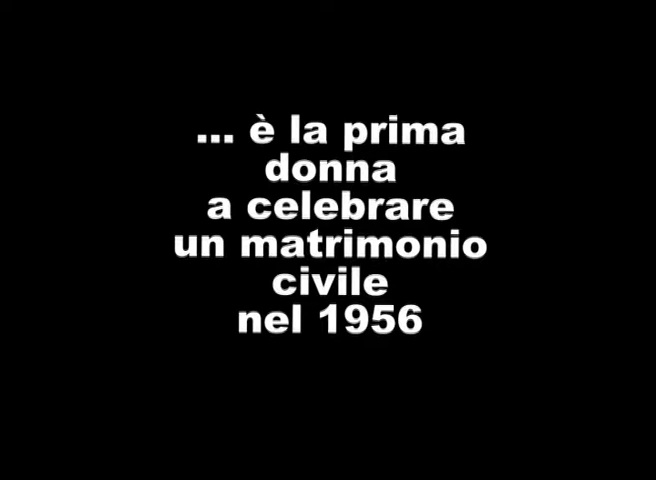 ... è la prima
donna
a celebrare
un matrimonio
civile
nel 1956